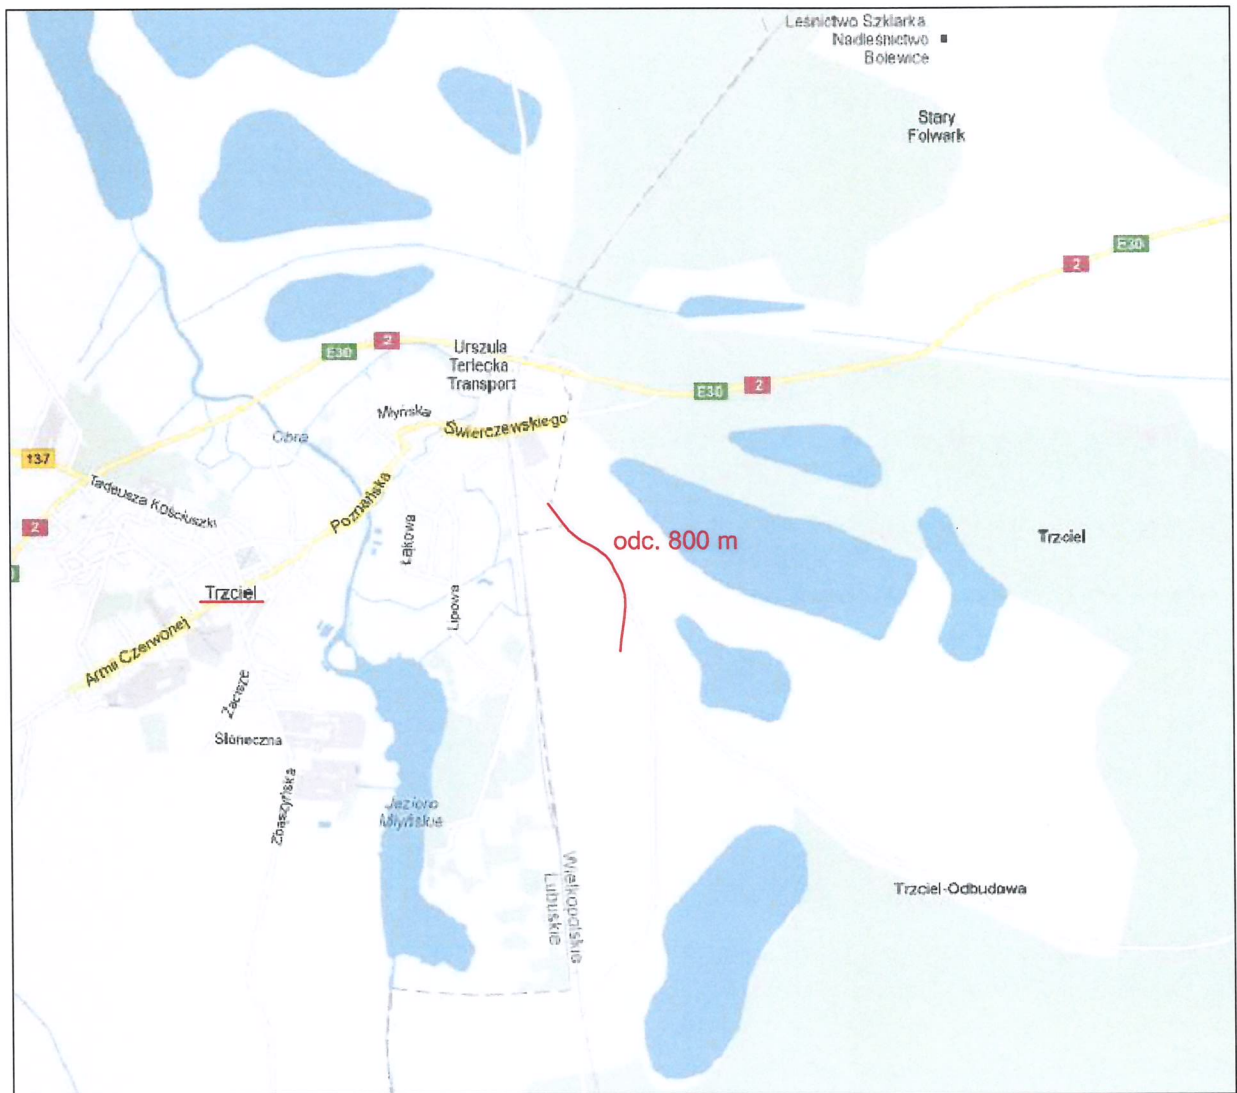 Leśnictwo Szklarka
Nadleśnictwo
Bolewice
Stary
Folwark
E30
2
2
E30
Urszula
Terlecka
Transport
E30
2
Młyńska
Świerczewskiego
Obra
137
Tadeusza Kościuszki
Poznańska
2
Łąkowa
odc. 800 m
Trzciel
Trzciel
Lipowa
Armii Czerwonej
Zacisze
Słoneczna
Zbąszyńska
Jezioro
Młyńskie
Wielkopolskie
Lubuskie
Trzciel-Odbudowa